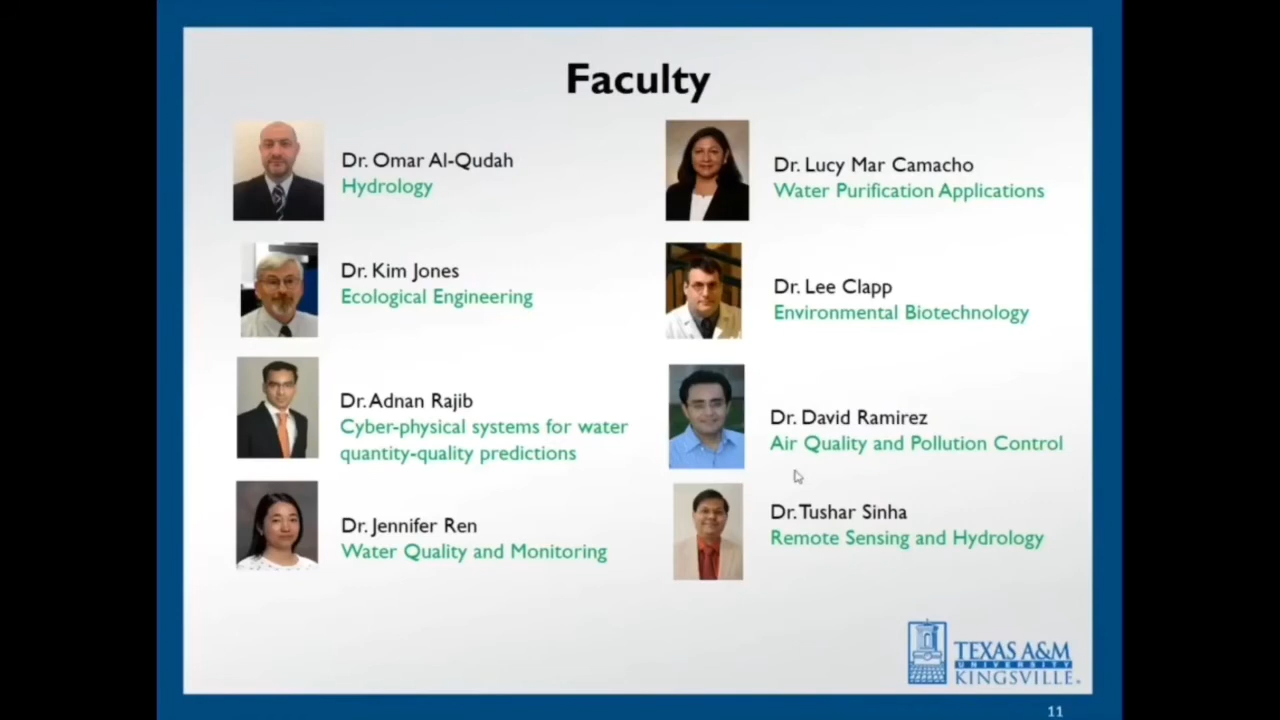 Faculty
Dr. Omar Al-Qudah
Hydrology
Dr. Kim Jones
Ecological Engineering
Dr. Adnan Rajib
Cyber-physical systems for water
quantity-quality predictions
Dr. Jennifer Ren
Water Quality and Monitoring
Dr. Lucy Mar Camacho
Water Purification Applications
Dr. Lee Clapp
Environmental Biotechnology
Dr. David Ramirez
Air Quality and Pollution Control
Dr. Tushar Sinha
Remote Sensing and Hydrology
TEXAS A&M
UNIVERSITY
KINGSVILLE
11